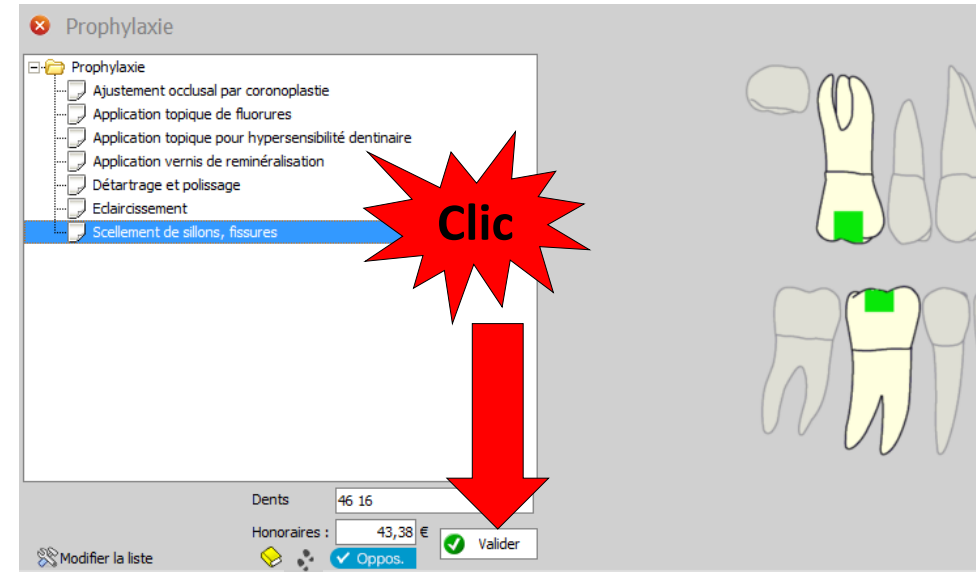 Prophylaxie
Prophylaxie
Ajustement occlusal par coronoplastie
Application topique de fluorures
Application topique pour hypersensibilité dentinaire
Application vernis de reminéralisation
Détartrage et polissage
Eclaircissement
Scellement de sillons, fissures
Clic
Dents 46 16
Honoraires : 43,38 €
Valider
Modifier la liste
Oppos.